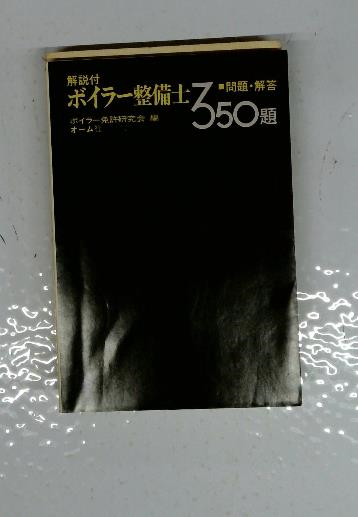 解説付
ボイラー整備士
■問題・解答
350題
ボイラー免許研究会 編
オーム社